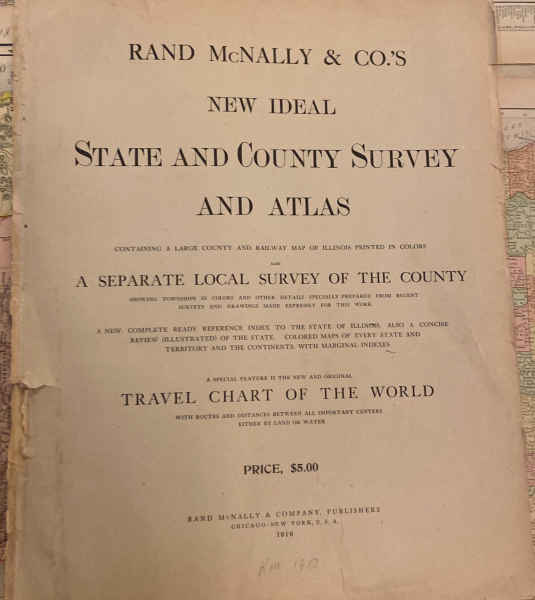 RAND McNALLY & CO.'S
NEW IDEAL
STATE AND COUNTY SURVEY
AND ATLAS
CONTAINING A LARGE COUNTY AND RAILWAY MAP OF ILLINOIS PRINTED IN COLORS
AND
A SEPARATE LOCAL SURVEY OF THE COUNTY
SHOWING TOWNSHIPS IN COLORS AND OTHER DETAILS SPECIALLY PREPARED FROM RECENT
SURVEYS AND DRAWINGS MADE EXPRESSLY FOR THIS WORK
A NEW, COMPLETE READY REFERENCE INDEX TO THE STATE OF ILLINOIS, ALSO A CONCISE
REVIEW (ILLUSTRATED) OF THE STATE. COLORED MAPS OF EVERY STATE AND
TERRITORY AND THE CONTINENTS, WITH MARGINAL INDEXES
A SPECIAL FEATURE IS THE NEW AND ORIGINAL
TRAVEL CHART OF THE WORLD
WITH ROUTES AND DISTANCES BETWEEN ALL IMPORTANT CENTERS
EITHER BY LAND OR WATER
PRICE, $5.00
RAND McNALLY & COMPANY, PUBLISHERS
CHICAGO-NEW YORK, U. S. A.
1910